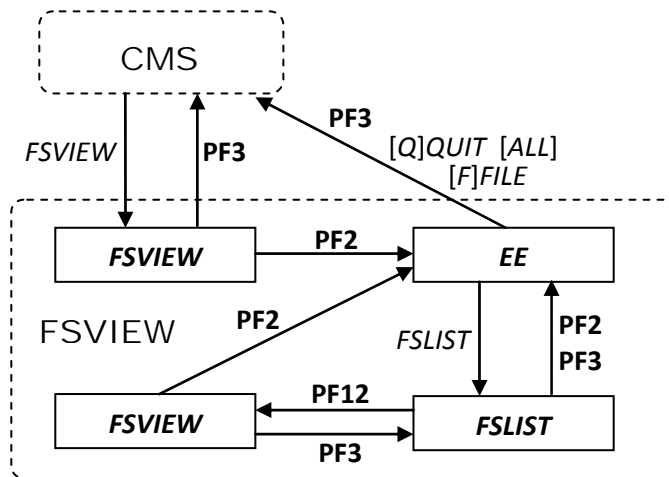 CMS
FSVIEW
PF3
PF3
[Q]QUIT [ALL]
[F]FILE
FSVIEW
PF2
EE
FSVIEW
PF2
FSLIST
PF2
PF3
FSVIEW
PF12
PF3
FSLIST